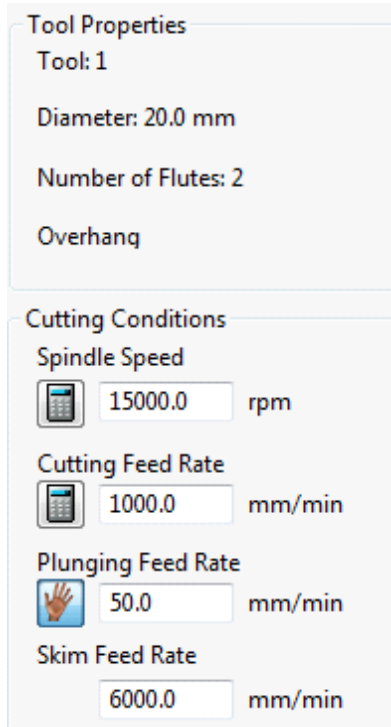 Tool Properties
Tool: 1
Diameter: 20.0 mm
Number of Flutes: 2
Overhang
Cutting Conditions
Spindle Speed
15000.0 rpm
Cutting Feed Rate
1000.0 mm/min
Plunging Feed Rate
50.0 mm/min
Skim Feed Rate
6000.0 mm/min